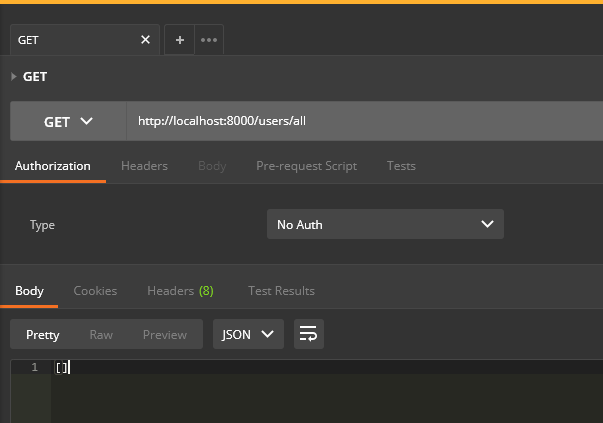 GET
GET
GET http://localhost:8000/users/all
Authorization Headers Body Pre-request Script Tests
Type No Auth
Body Cookies Headers (8) Test Results
Pretty Raw Preview JSON
1 []